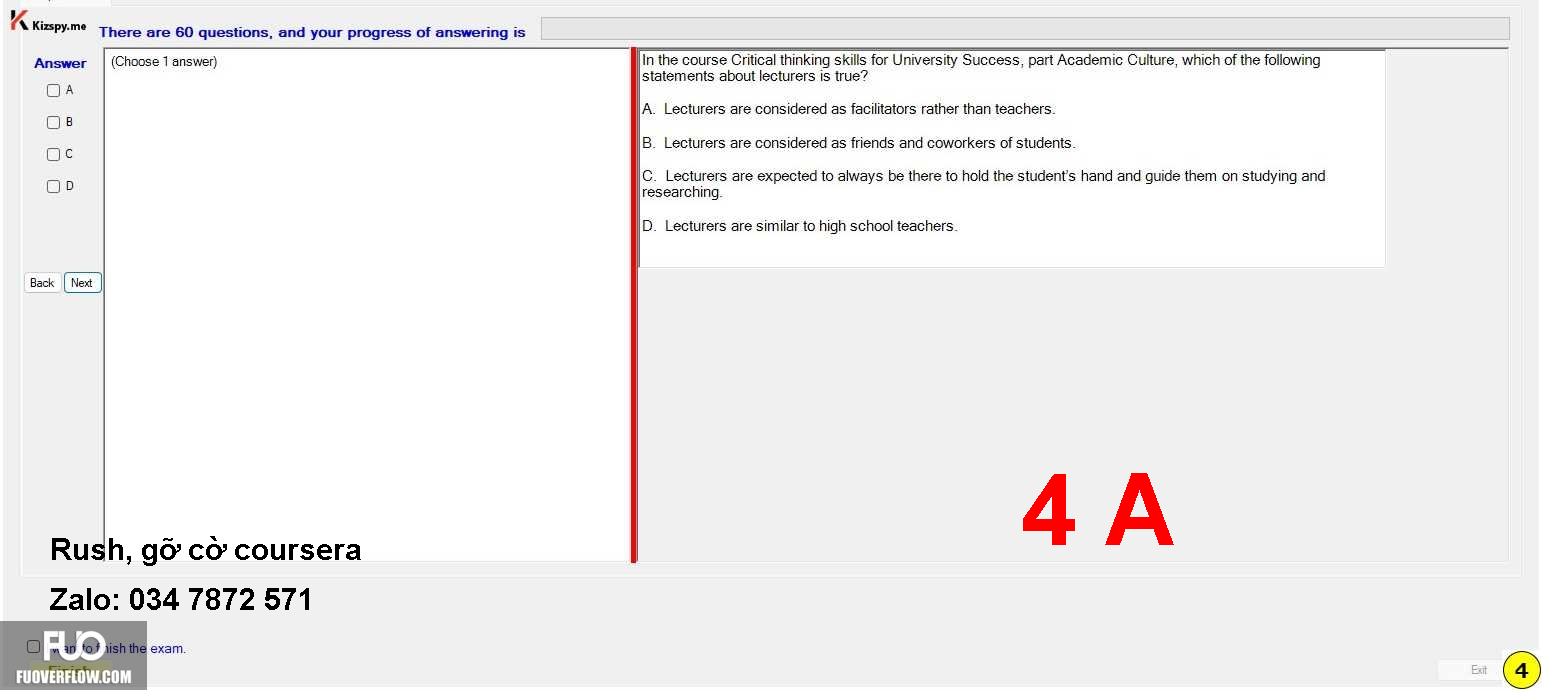 Kizspy.me
There are 60 questions, and your progress of answering is
Answer
(Choose 1 answer)
A
B
C
D
Back Next
In the course Critical thinking skills for University Success, part Academic Culture, which of the following
statements about lecturers is true?
A. Lecturers are considered as facilitators rather than teachers.
B. Lecturers are considered as friends and coworkers of students.
C. Lecturers are expected to always be there to hold the student's hand and guide them on studying and
researching.
D. Lecturers are similar to high school teachers.
4 A
Rush, gỡ cờ coursera
Zalo: 034 7872 571
FUO
to finish the exam.
Finish
FUOVERFLOW.COM
Exit
4